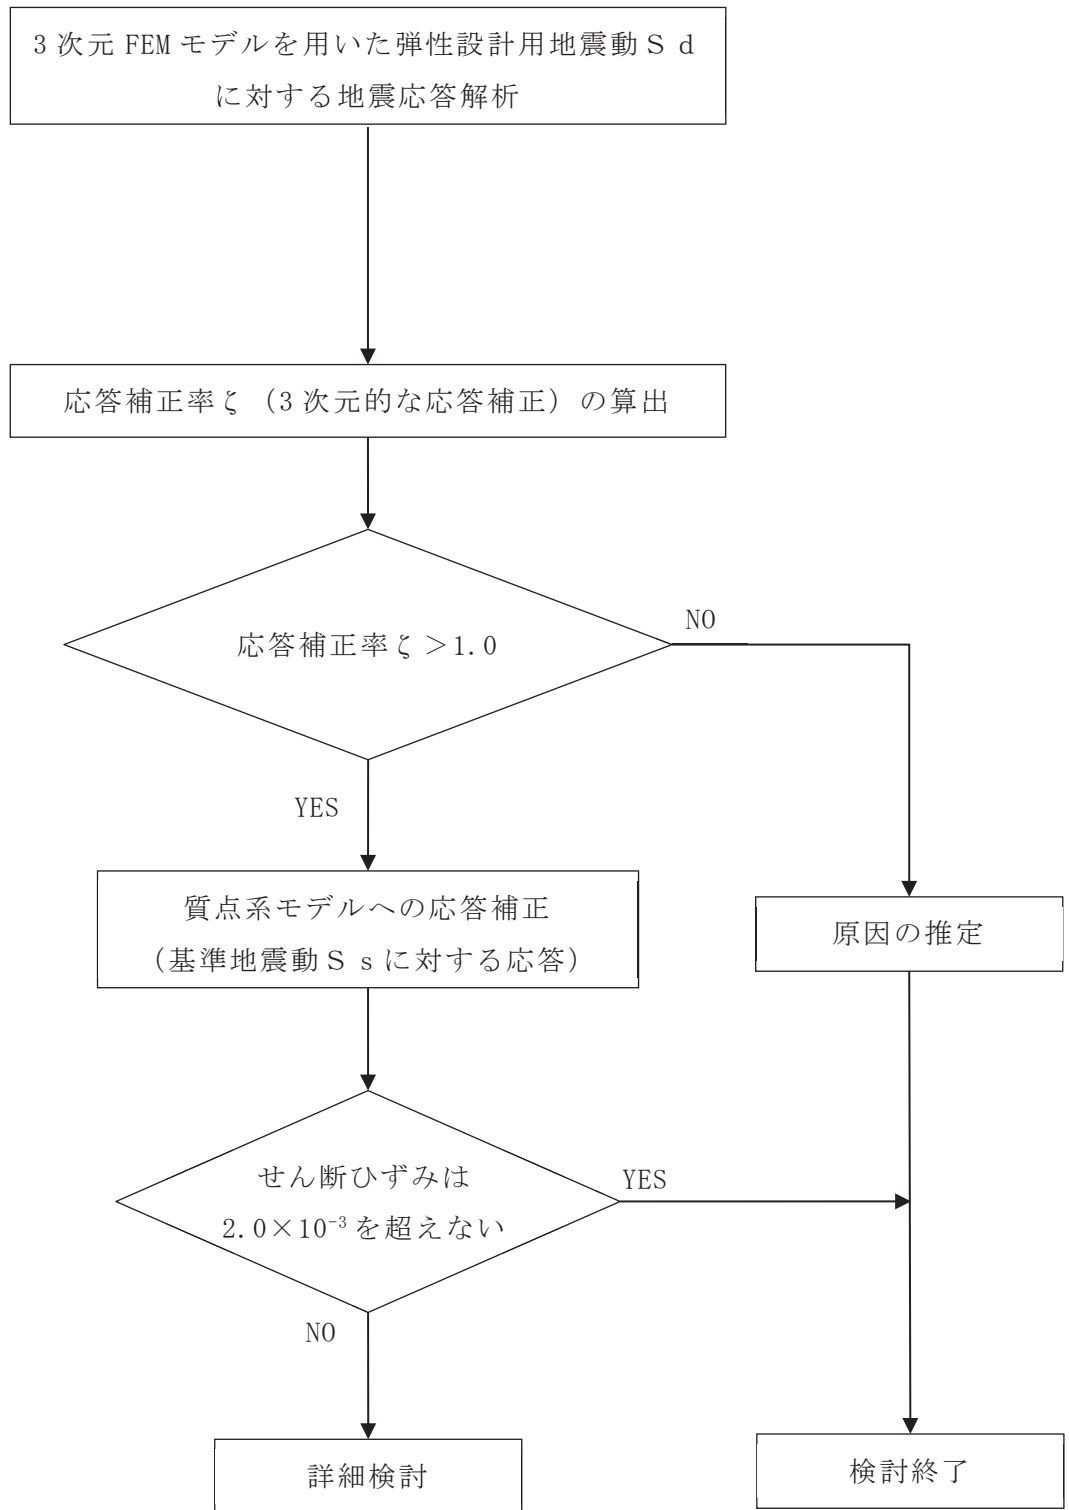 3次元FEMモデルを用いた弾性設計用地震動Ｓｄ
に対する地震応答解析
応答補正率ζ（3次元的な応答補正）の算出
応答補正率ζ＞1.0
NO
YES
質点系モデルへの応答補正
（基準地震動Ｓｓに対する応答）
原因の推定
せん断ひずみは
2.0×10⁻³を超えない
YES
NO
詳細検討
検討終了